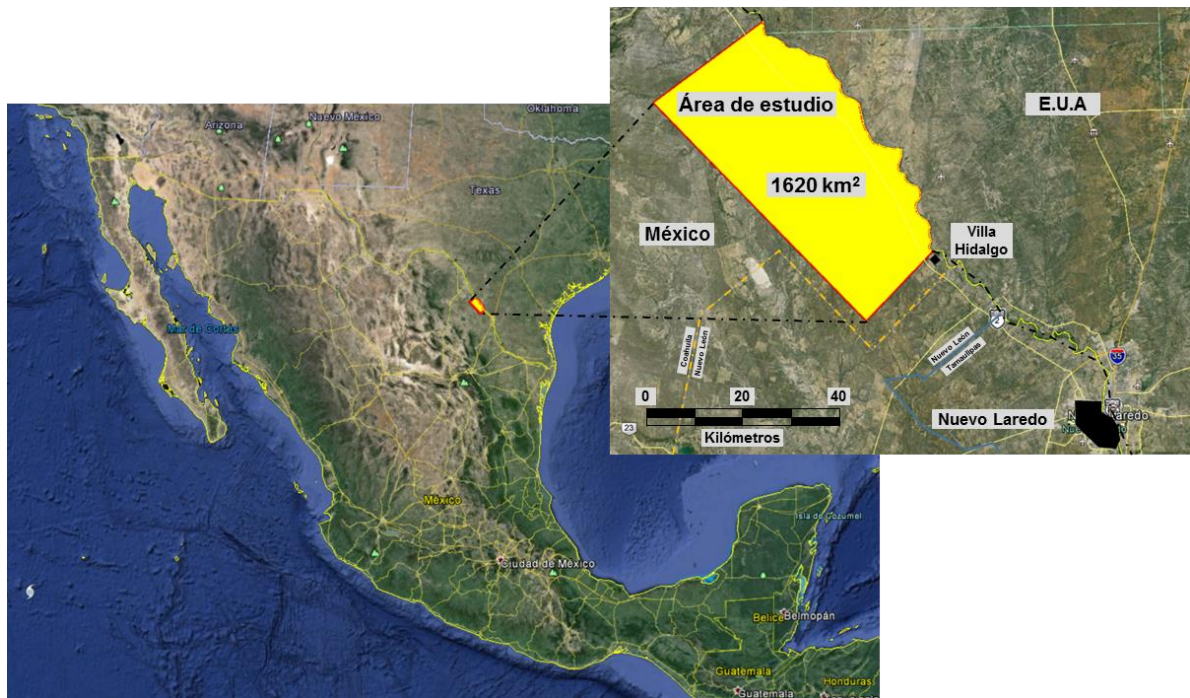 Oklahoma
Arizona
Nuevo México
Texas
Mar de Cortés
México
Ciudad de México
Isla de Cozumel
Belice
Belmopán
Guatemala
Guatemala
Honduras
Área de estudio
E.U.A
1620 km²
México
Villa
Hidalgo
Coahuila
Nuevo León
Nuevo León
Tamaulipas
35
0 20 40
Kilómetros
23
Nuevo Laredo